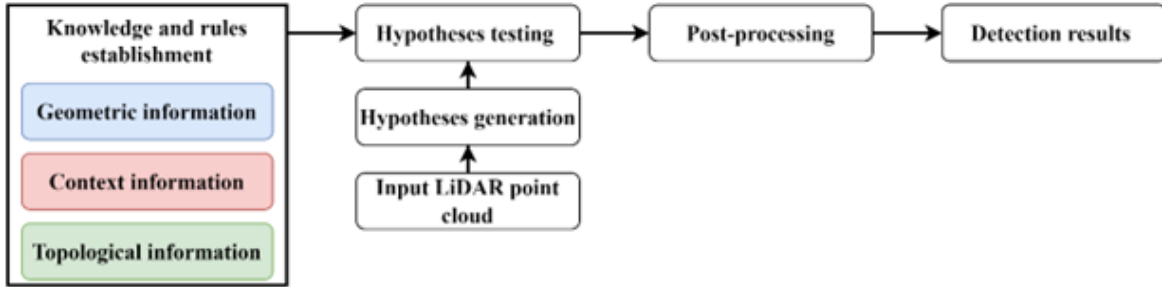 Knowledge and rules
establishment
Geometric information
Context information
Topological information
Hypotheses testing
Hypotheses generation
Input LiDAR point
cloud
Post-processing
Detection results